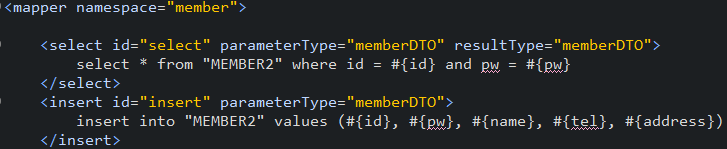 <mapper namespace="member">
<select id="select" parameterType="memberDTO" resultType="memberDTO">
select * from "MEMBER2" where id = #{id} and pw = #{pw}
</select>
<insert id="insert" parameterType="memberDTO">
insert into "MEMBER2" values (#{id}, #{pw}, #{name}, #{tel}, #{address})
</insert>